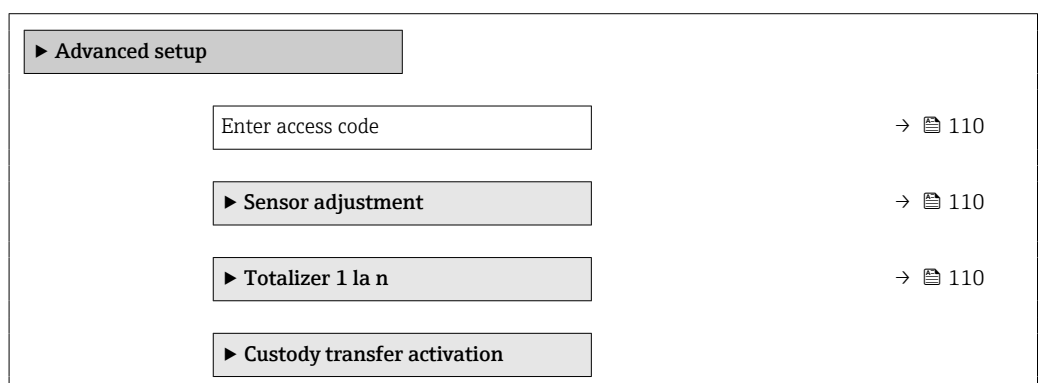 ▶ Advanced setup
Enter access code → 110
▶ Sensor adjustment → 110
▶ Totalizer 1 la n → 110
▶ Custody transfer activation